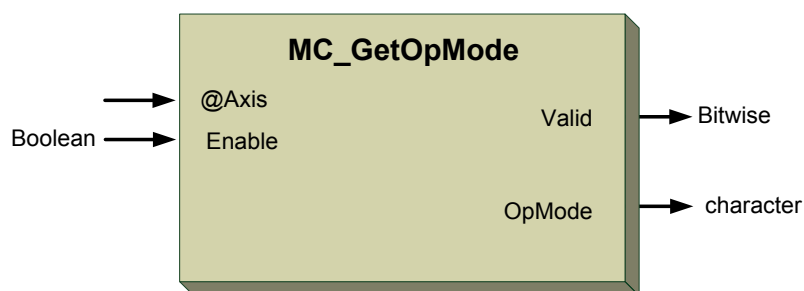 MC_GetOpMode
@Axis
Boolean
Enable
Valid
Bitwise
OpMode
character